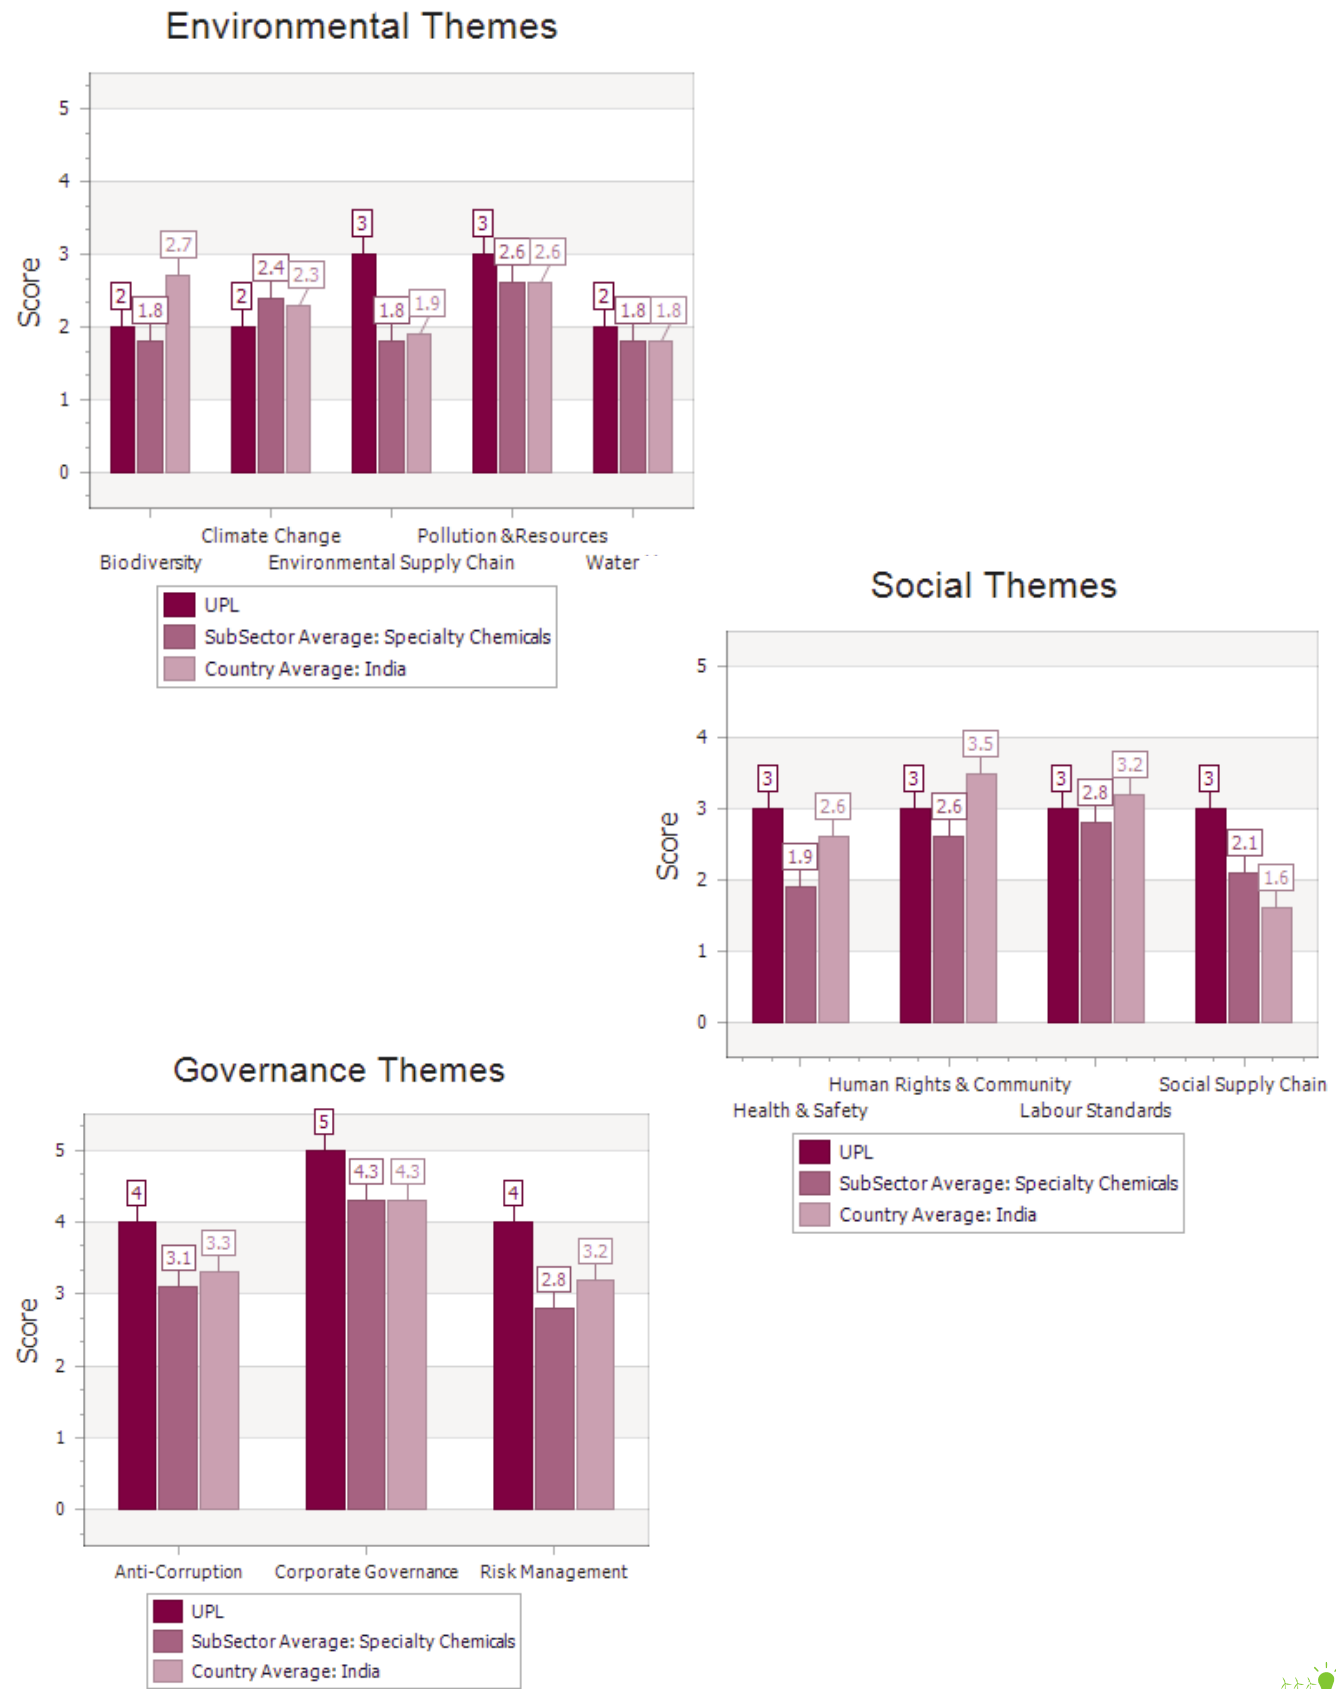 Environmental Themes
5
4
3
2
1
0
Score
2
1.8
2.7
2
2.4
2.3
3
1.8
1.9
3
2.6
2.6
2
1.8
1.8
Climate Change
Pollution &Resources
Biodiversity
Environmental Supply Chain
Water
UPL
SubSector Average: Specialty Chemicals
Country Average: India
Social Themes
5
4
3
2
1
0
Score
3
1.9
2.6
3
2.6
3.5
3
2.8
3.2
3
2.1
1.6
Human Rights & Community
Social Supply Chain
Health & Safety
Labour Standards
UPL
SubSector Average: Specialty Chemicals
Country Average: India
Governance Themes
5
4
3
2
1
0
Score
4
3.1
3.3
5
4.3
4.3
4
2.8
3.2
Anti-Corruption
Corporate Governance
Risk Management
UPL
SubSector Average: Specialty Chemicals
Country Average: India